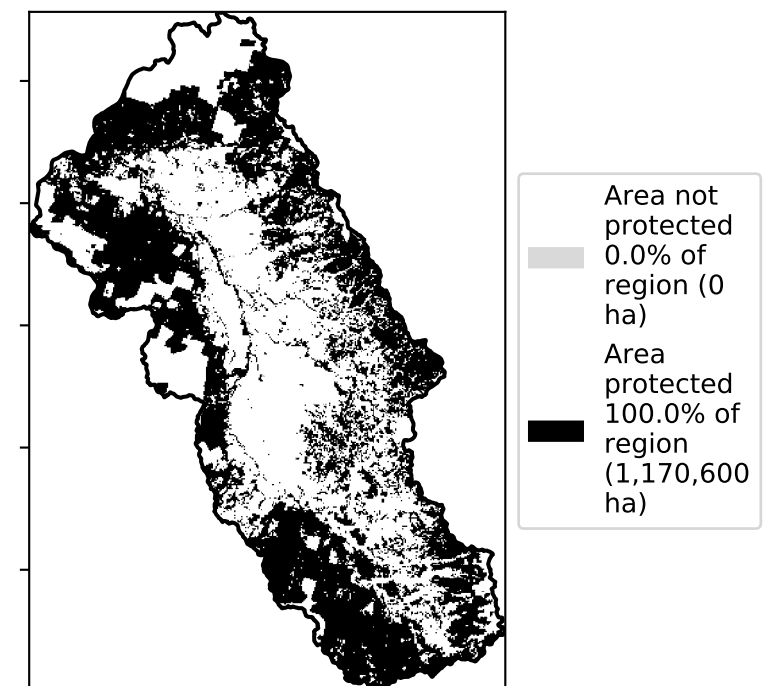 Area not
protected
0.0% of
region (0
ha)
Area
protected
100.0% of
region
(1,170,600
ha)